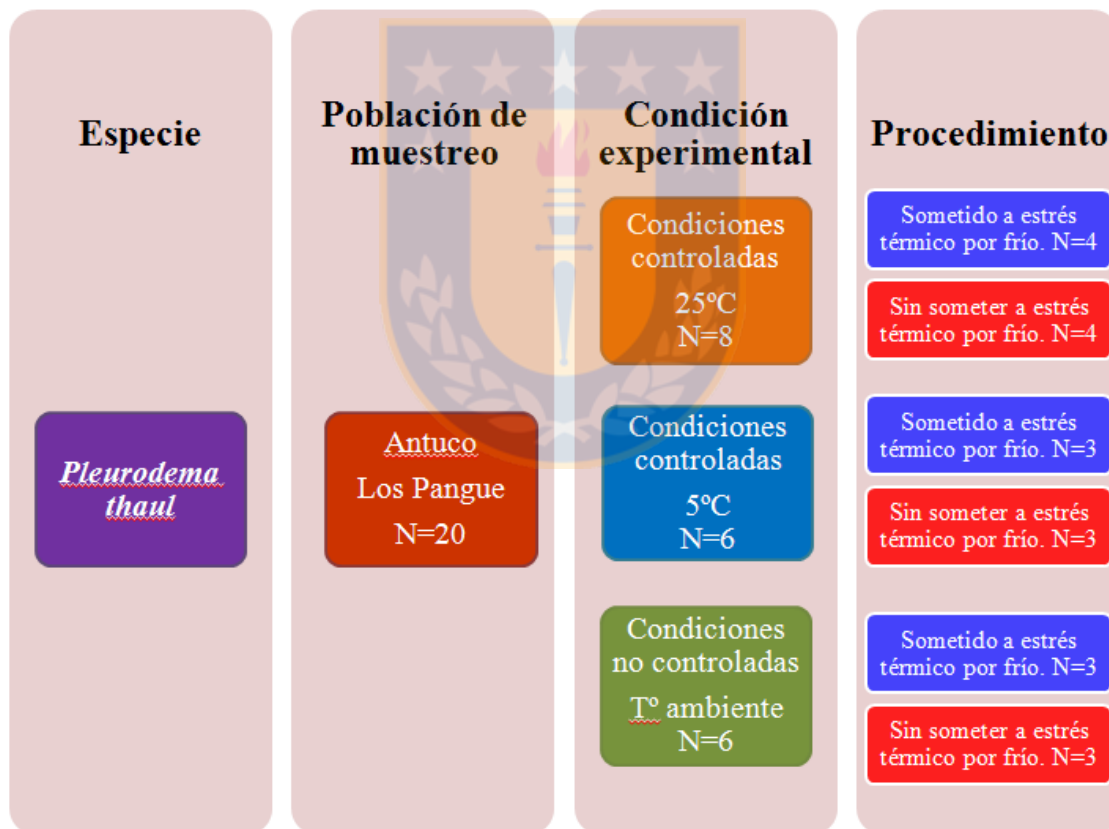 Especie
Población de
muestreo
Condición
experimental
Procedimiento
Pleurodema
thaul
Antuco
Los Pangue
N=20
Condiciones
controladas
25ºC
N=8
Sometido a estrés
térmico por frío. N=4
Sin someter a estrés
térmico por frío. N=4
Condiciones
controladas
5ºC
N=6
Sometido a estrés
térmico por frío. N=3
Sin someter a estrés
térmico por frío. N=3
Condiciones
no controladas
Tº ambiente
N=6
Sometido a estrés
térmico por frío. N=3
Sin someter a estrés
térmico por frío. N=3